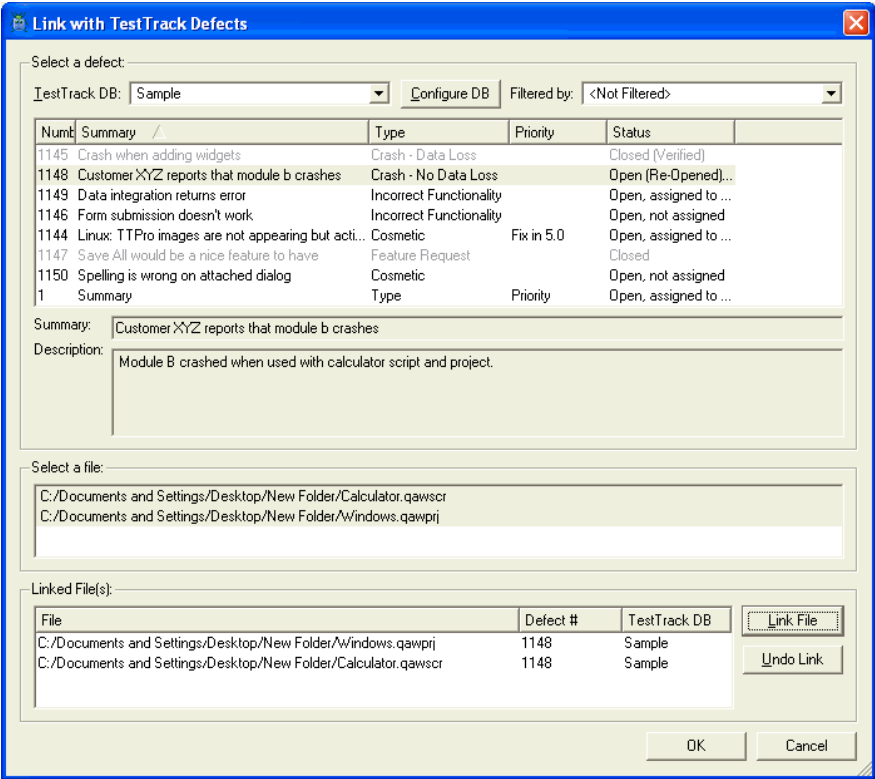 Link with TestTrack Defects
Select a defect:
TestTrack DB: Sample Configure DB Filtered by: <Not Filtered>
Numb Summary Type Priority Status
1145 Crash when adding widgets Crash - Data Loss Closed (Verified)
1148 Customer XYZ reports that module b crashes Crash - No Data Loss Open (Re-Opened)...
1149 Data integration returns error Incorrect Functionality Open, assigned to ...
1146 Form submission doesn't work Incorrect Functionality Open, not assigned
1144 Linux: TTPro images are not appearing but acti... Cosmetic Fix in 5.0 Open, assigned to ...
1147 Save All would be a nice feature to have Feature Request Closed
1150 Spelling is wrong on attached dialog Cosmetic Open, not assigned
1 Summary Type Priority Open, assigned to ...
Summary: Customer XYZ reports that module b crashes
Description: Module B crashed when used with calculator script and project.
Select a file:
C:/Documents and Settings/Desktop/New Folder/Calculator.qawscr
C:/Documents and Settings/Desktop/New Folder/Windows.qawprj
Linked File(s):
File Defect # TestTrack DB Link File
C:/Documents and Settings/Desktop/New Folder/Windows.qawprj 1148 Sample
C:/Documents and Settings/Desktop/New Folder/Calculator.qawscr 1148 Sample
Undo Link
OK Cancel